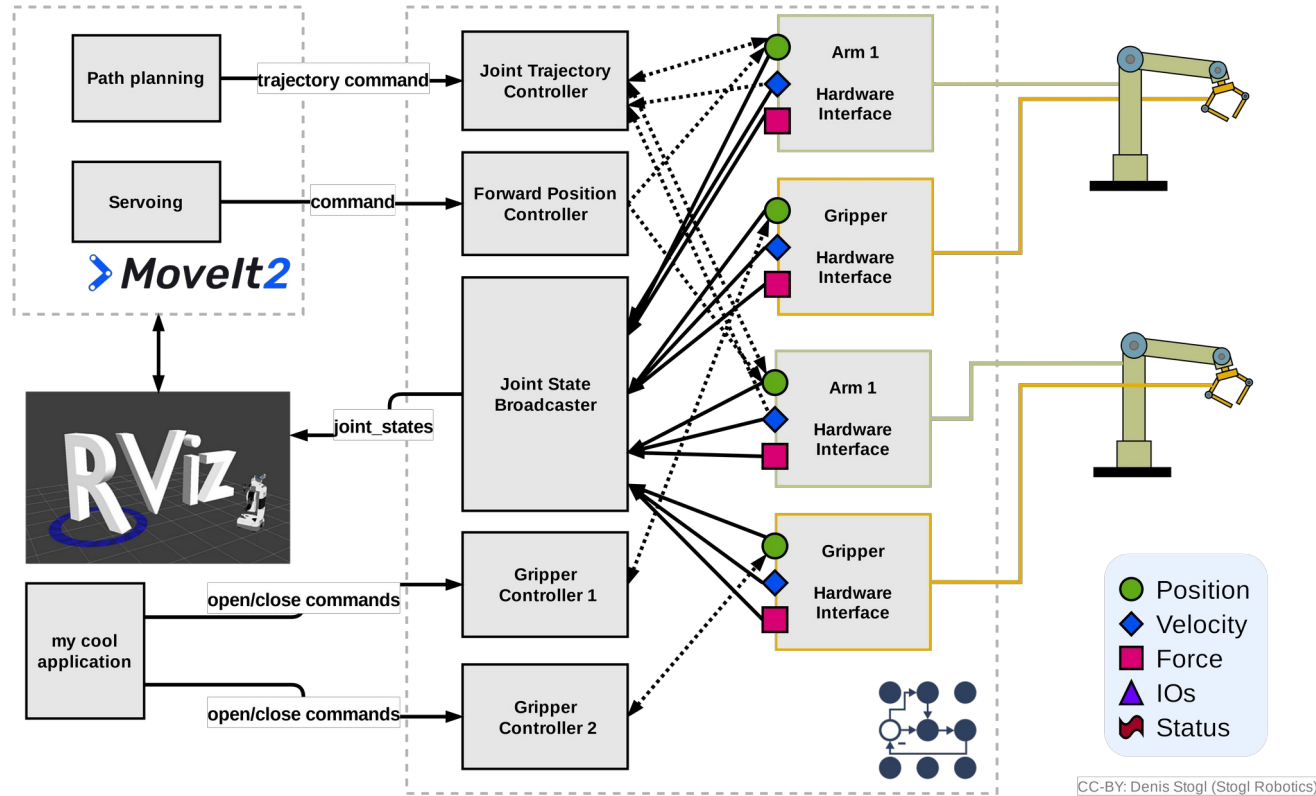 Path planning
trajectory command
Servoing
command
MoveIt2
RViz
joint_states
my cool
application
open/close commands
open/close commands
Joint Trajectory
Controller
Forward Position
Controller
Joint State
Broadcaster
Gripper
Controller 1
Gripper
Controller 2
Arm 1
Hardware
Interface
Gripper
Hardware
Interface
Arm 1
Hardware
Interface
Gripper
Hardware
Interface
Position
Velocity
Force
IOs
Status
CC-BY: Denis Stogl (Stogl Robotics)